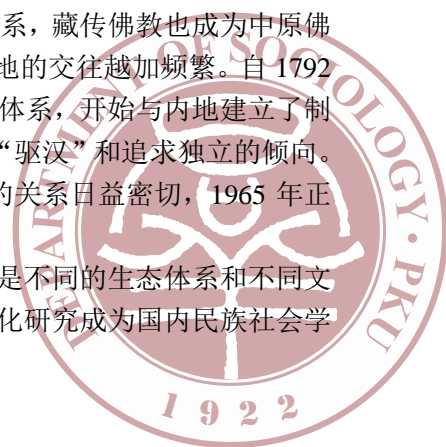 系，藏传佛教也成为中原佛
地的交往越加频繁。自 1792
体系，开始与内地建立了制
“驱汉”和追求独立的倾向。
的关系日益密切，1965 年正
是不同的生态体系和不同文
化研究成为国内民族社会学
DEPARTMENT OF SOCIOLOGY · PKU
1922